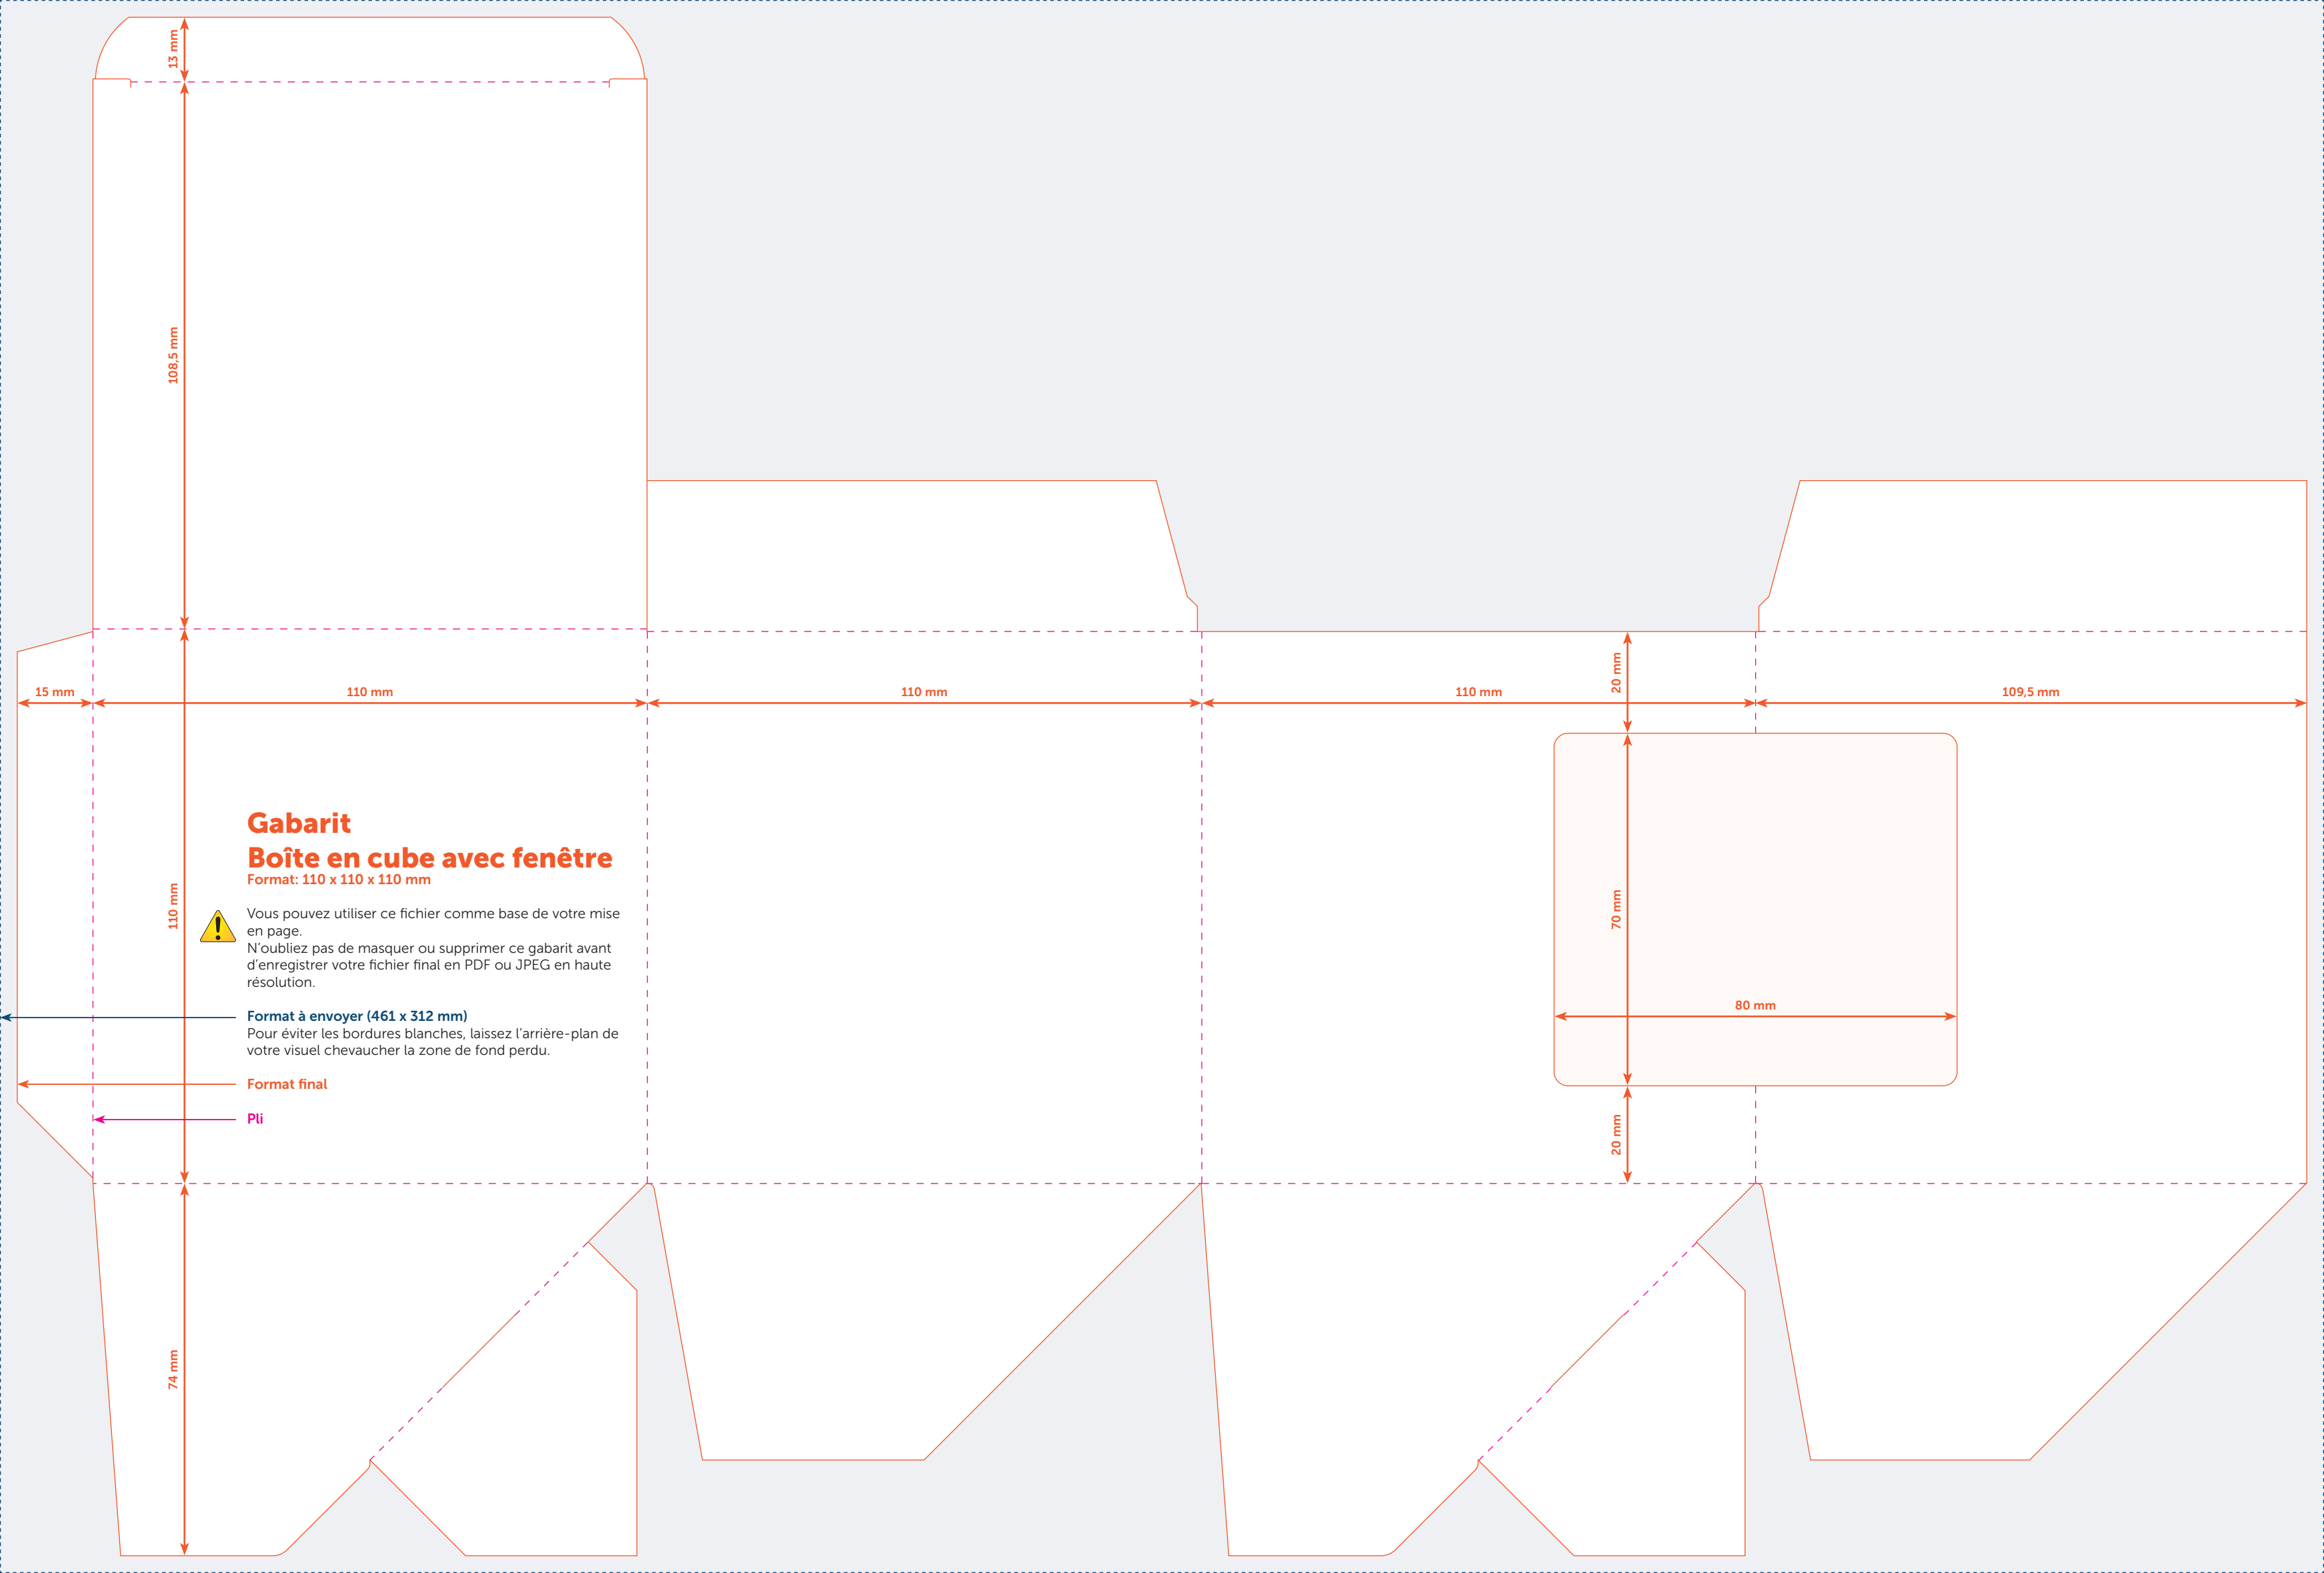 13 mm
108,5 mm
15 mm
110 mm
110 mm
110 mm
20 mm
109,5 mm
Gabarit
Boîte en cube avec fenêtre
Format: 110 x 110 x 110 mm
110 mm
Vous pouvez utiliser ce fichier comme base de votre mise
en page.
N’oubliez pas de masquer ou supprimer ce gabarit avant
d’enregistrer votre fichier final en PDF ou JPEG en haute
résolution.
70 mm
80 mm
Format à envoyer (461 x 312 mm)
Pour éviter les bordures blanches, laissez l’arrière-plan de
votre visuel chevaucher la zone de fond perdu.
Format final
Pli
20 mm
74 mm